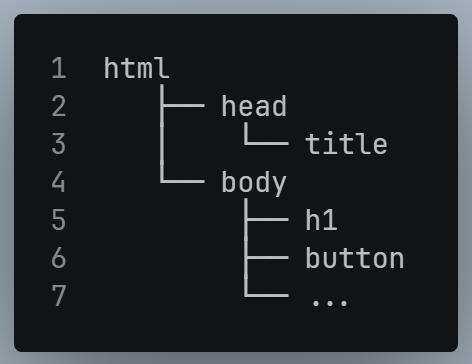 1 html
2 ├── head
3 │ └── title
4 └── body
5 ├── h1
6 ├── button
7 └── ...